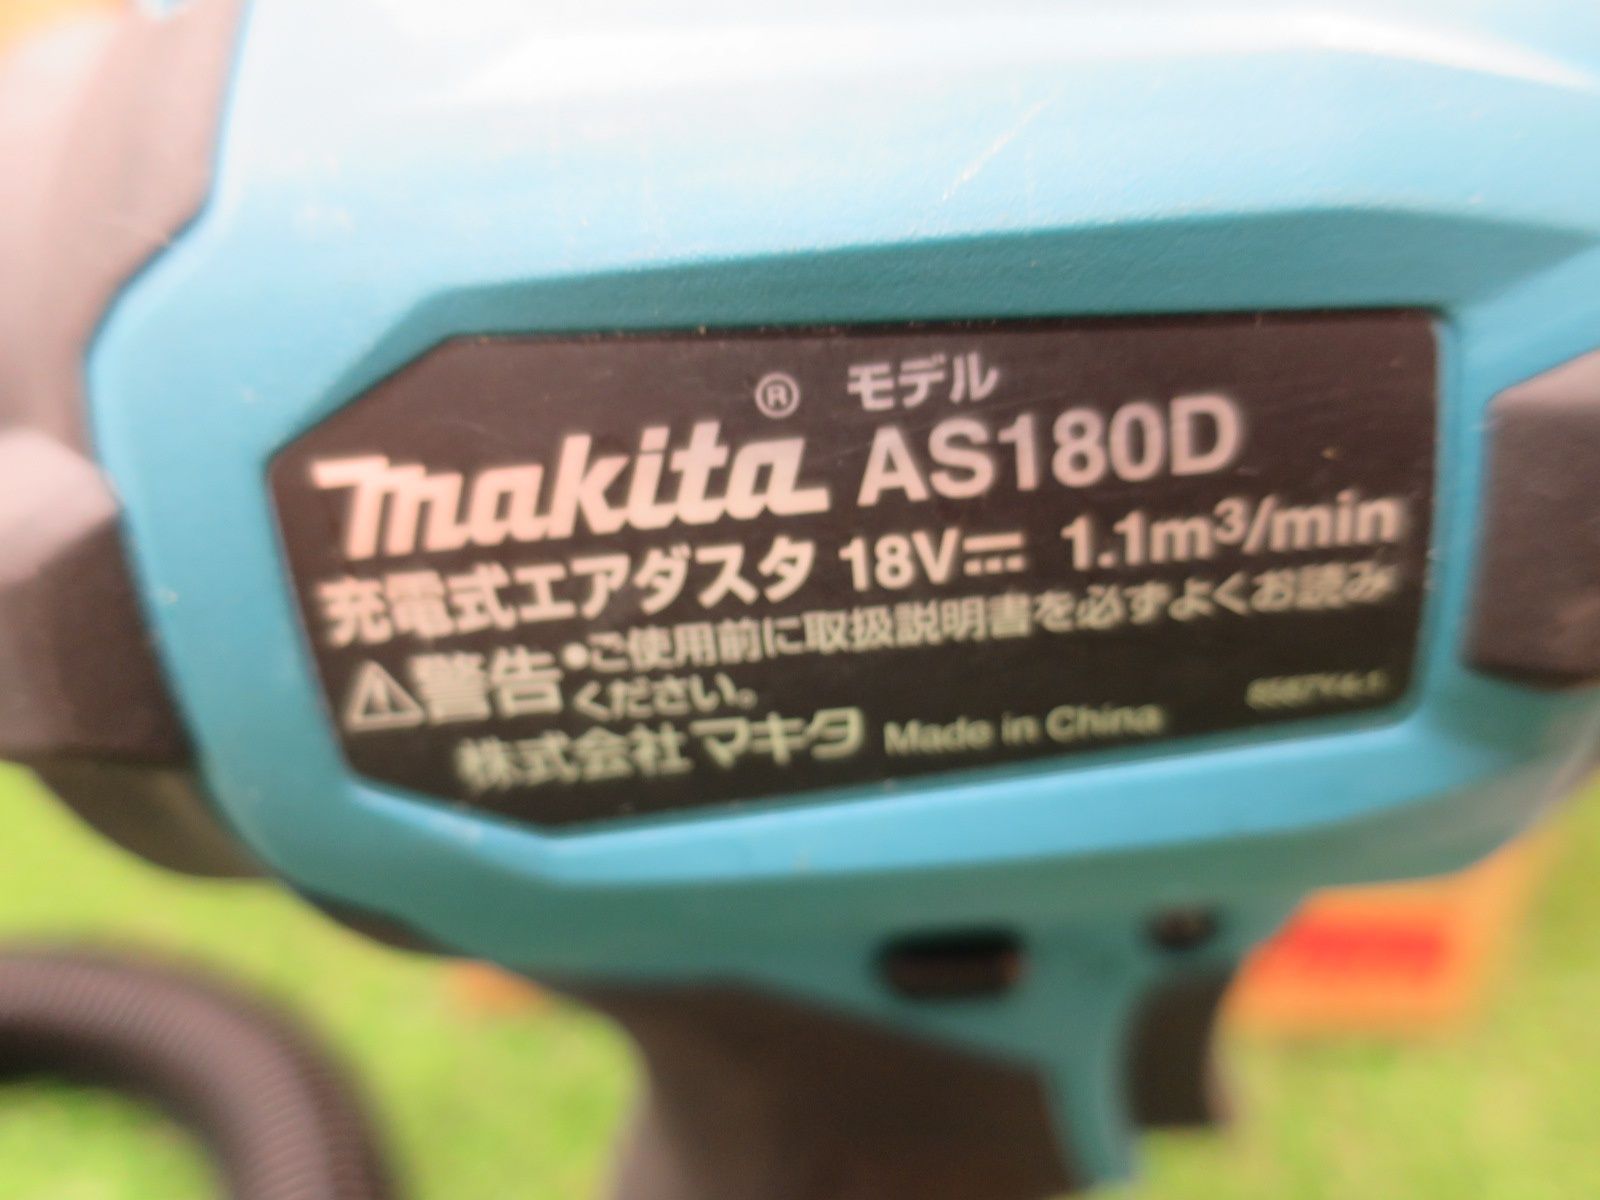 ® モデル
makita AS180D
充電式エアダスタ 18V 1.1m³/min
警告 •ご使用前に取扱説明書を必ずよくお読み
ください。
株式会社マキタ Made in China